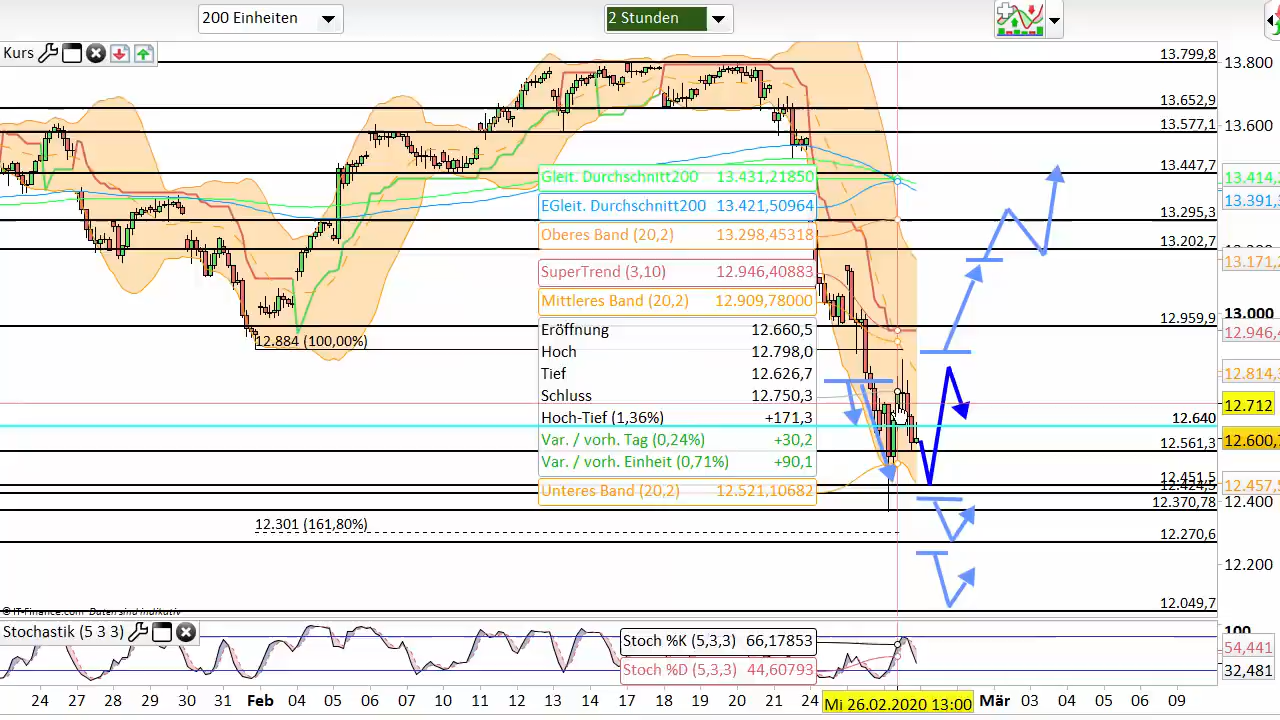 200 Einheiten
2 Stunden
Kurs
13.799,8
13.800
13.652,9
13.577,1
13.600
13.447,7
13.414,
13.391,
13.295,3
13.202,7
13.171,
12.959,9
13.000
12.946,
12.884 (100,00%)
12.814,
12.712
12.640
12.600,
12.561,3
12.451,5
12.457,
12.370,78
12.400
12.301 (161,80%)
12.270,6
12.200
12.049,7
Gleit. Durchschnitt200 13.431,21850
EGleit. Durchschnitt200 13.421,50964
Oberes Band (20,2) 13.298,45318
SuperTrend (3,10) 12.946,40883
Mittleres Band (20,2) 12.909,78000
Eröffnung 12.660,5
Hoch 12.798,0
Tief 12.626,7
Schluss 12.750,3
Hoch-Tief (1,36%) +171,3
Var. / vorh. Tag (0,24%) +30,2
Var. / vorh. Einheit (0,71%) +90,1
Unteres Band (20,2) 12.521,10682
© IT-Finance.com Daten sind indikativ
Stochastik (5 3 3)
Stoch %K (5,3,3) 66,17853
Stoch %D (5,3,3) 44,60793
100
54,441
32,481
24 27 28 29 30 31 Feb 04 05 06 07 10 11 12 13 14 17 18 19 20 21 24 Mi 26.02.2020 13:00 Mär 03 04 05 06 09